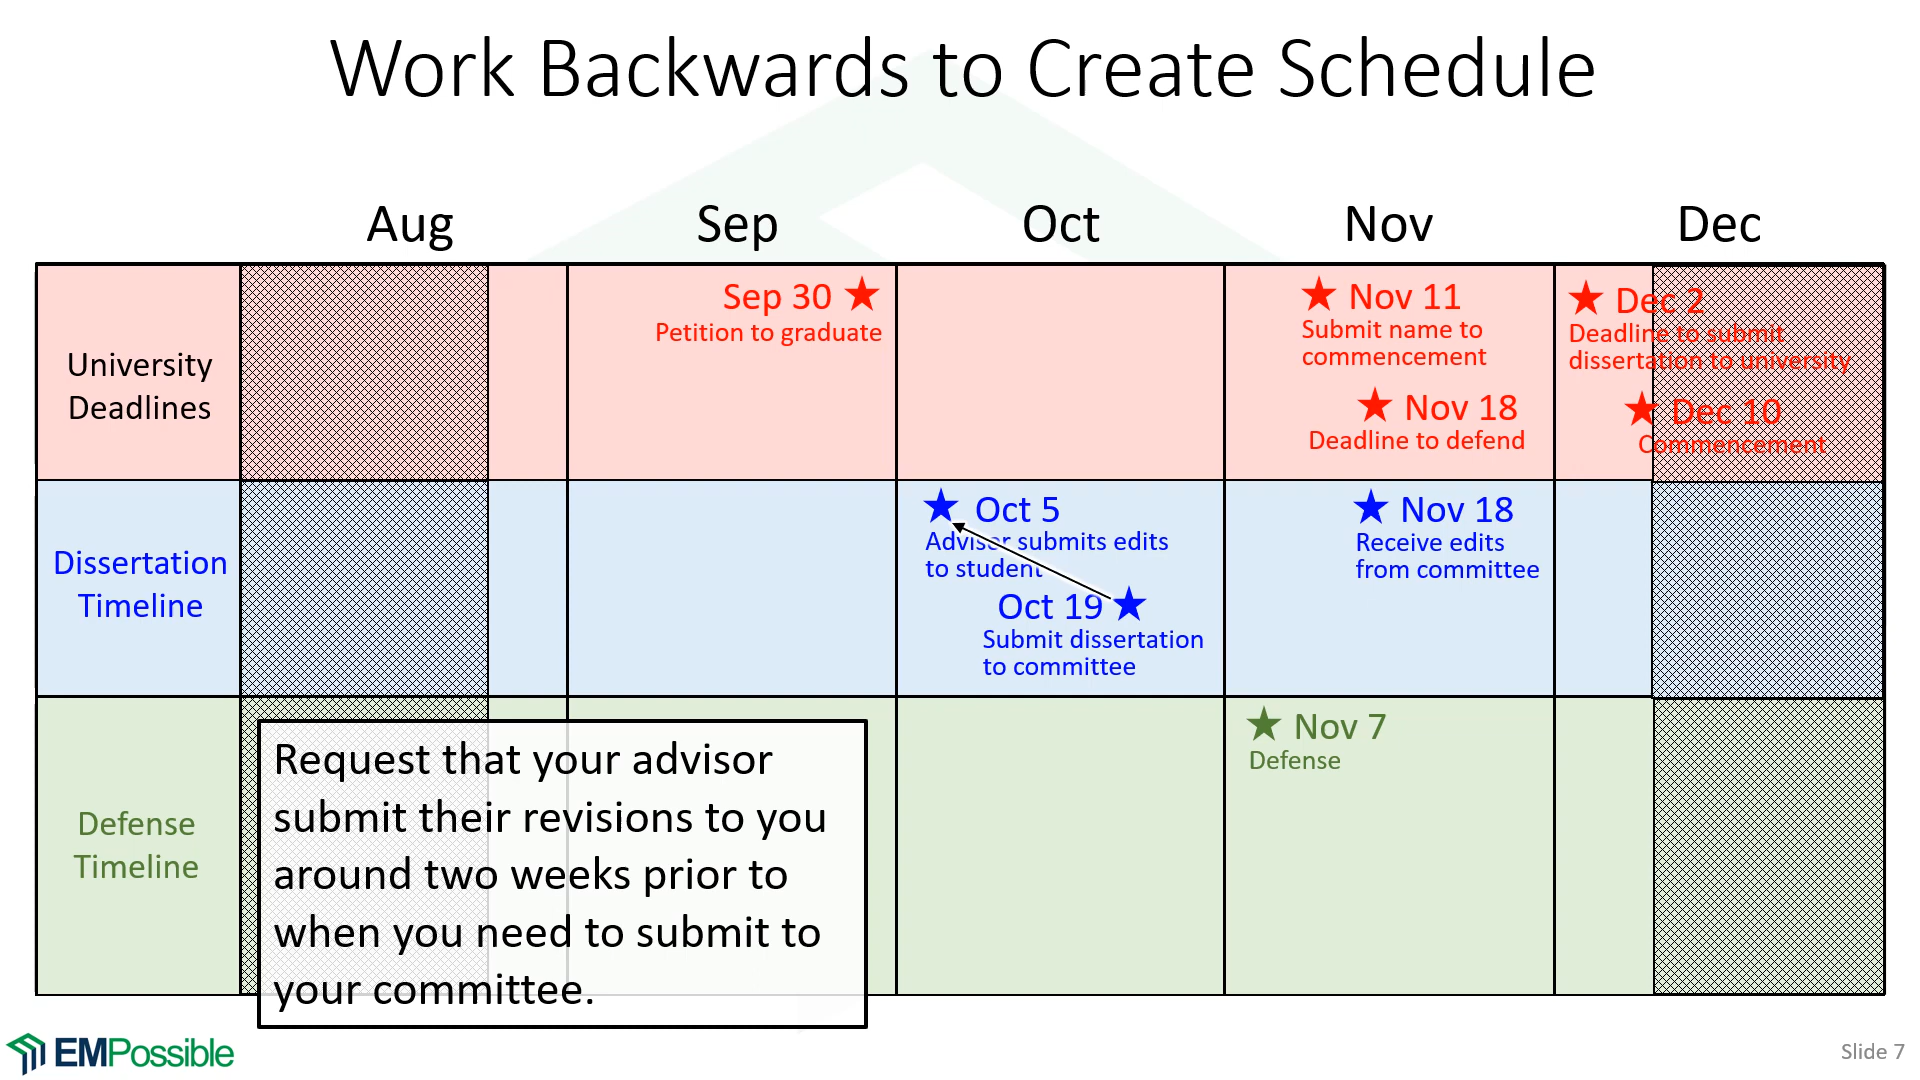 Work Backwards to Create Schedule
Aug
Sep
Oct
Nov
Dec
University
Deadlines
Sep 30
Petition to graduate
Nov 11
Submit name to
commencement
Nov 18
Deadline to defend
Dec 2
Deadline to submit
dissertation to university
Dec 10
Commencement
Dissertation
Timeline
Oct 5
Advisor submits edits
to student
Oct 19
Submit dissertation
to committee
Nov 18
Receive edits
from committee
Defense
Timeline
Nov 7
Defense
Request that your advisor
submit their revisions to you
around two weeks prior to
when you need to submit to
your committee.
EMPossible
Slide 7